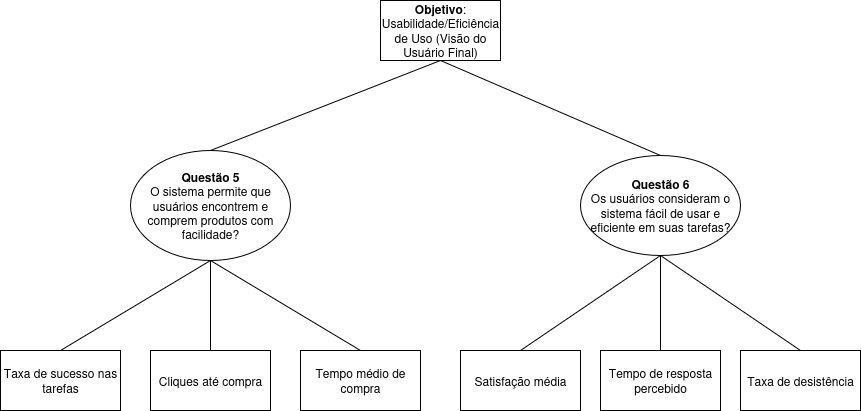 Objetivo:
Usabilidade/Eficiência
de Uso (Visão do
Usuário Final)
Questão 5
O sistema permite que
usuários encontrem e
comprem produtos com
facilidade?
Questão 6
Os usuários consideram o
sistema fácil de usar e
eficiente em suas tarefas?
Taxa de sucesso nas
tarefas
Cliques até compra
Tempo médio de
compra
Satisfação média
Tempo de resposta
percebido
Taxa de desistência